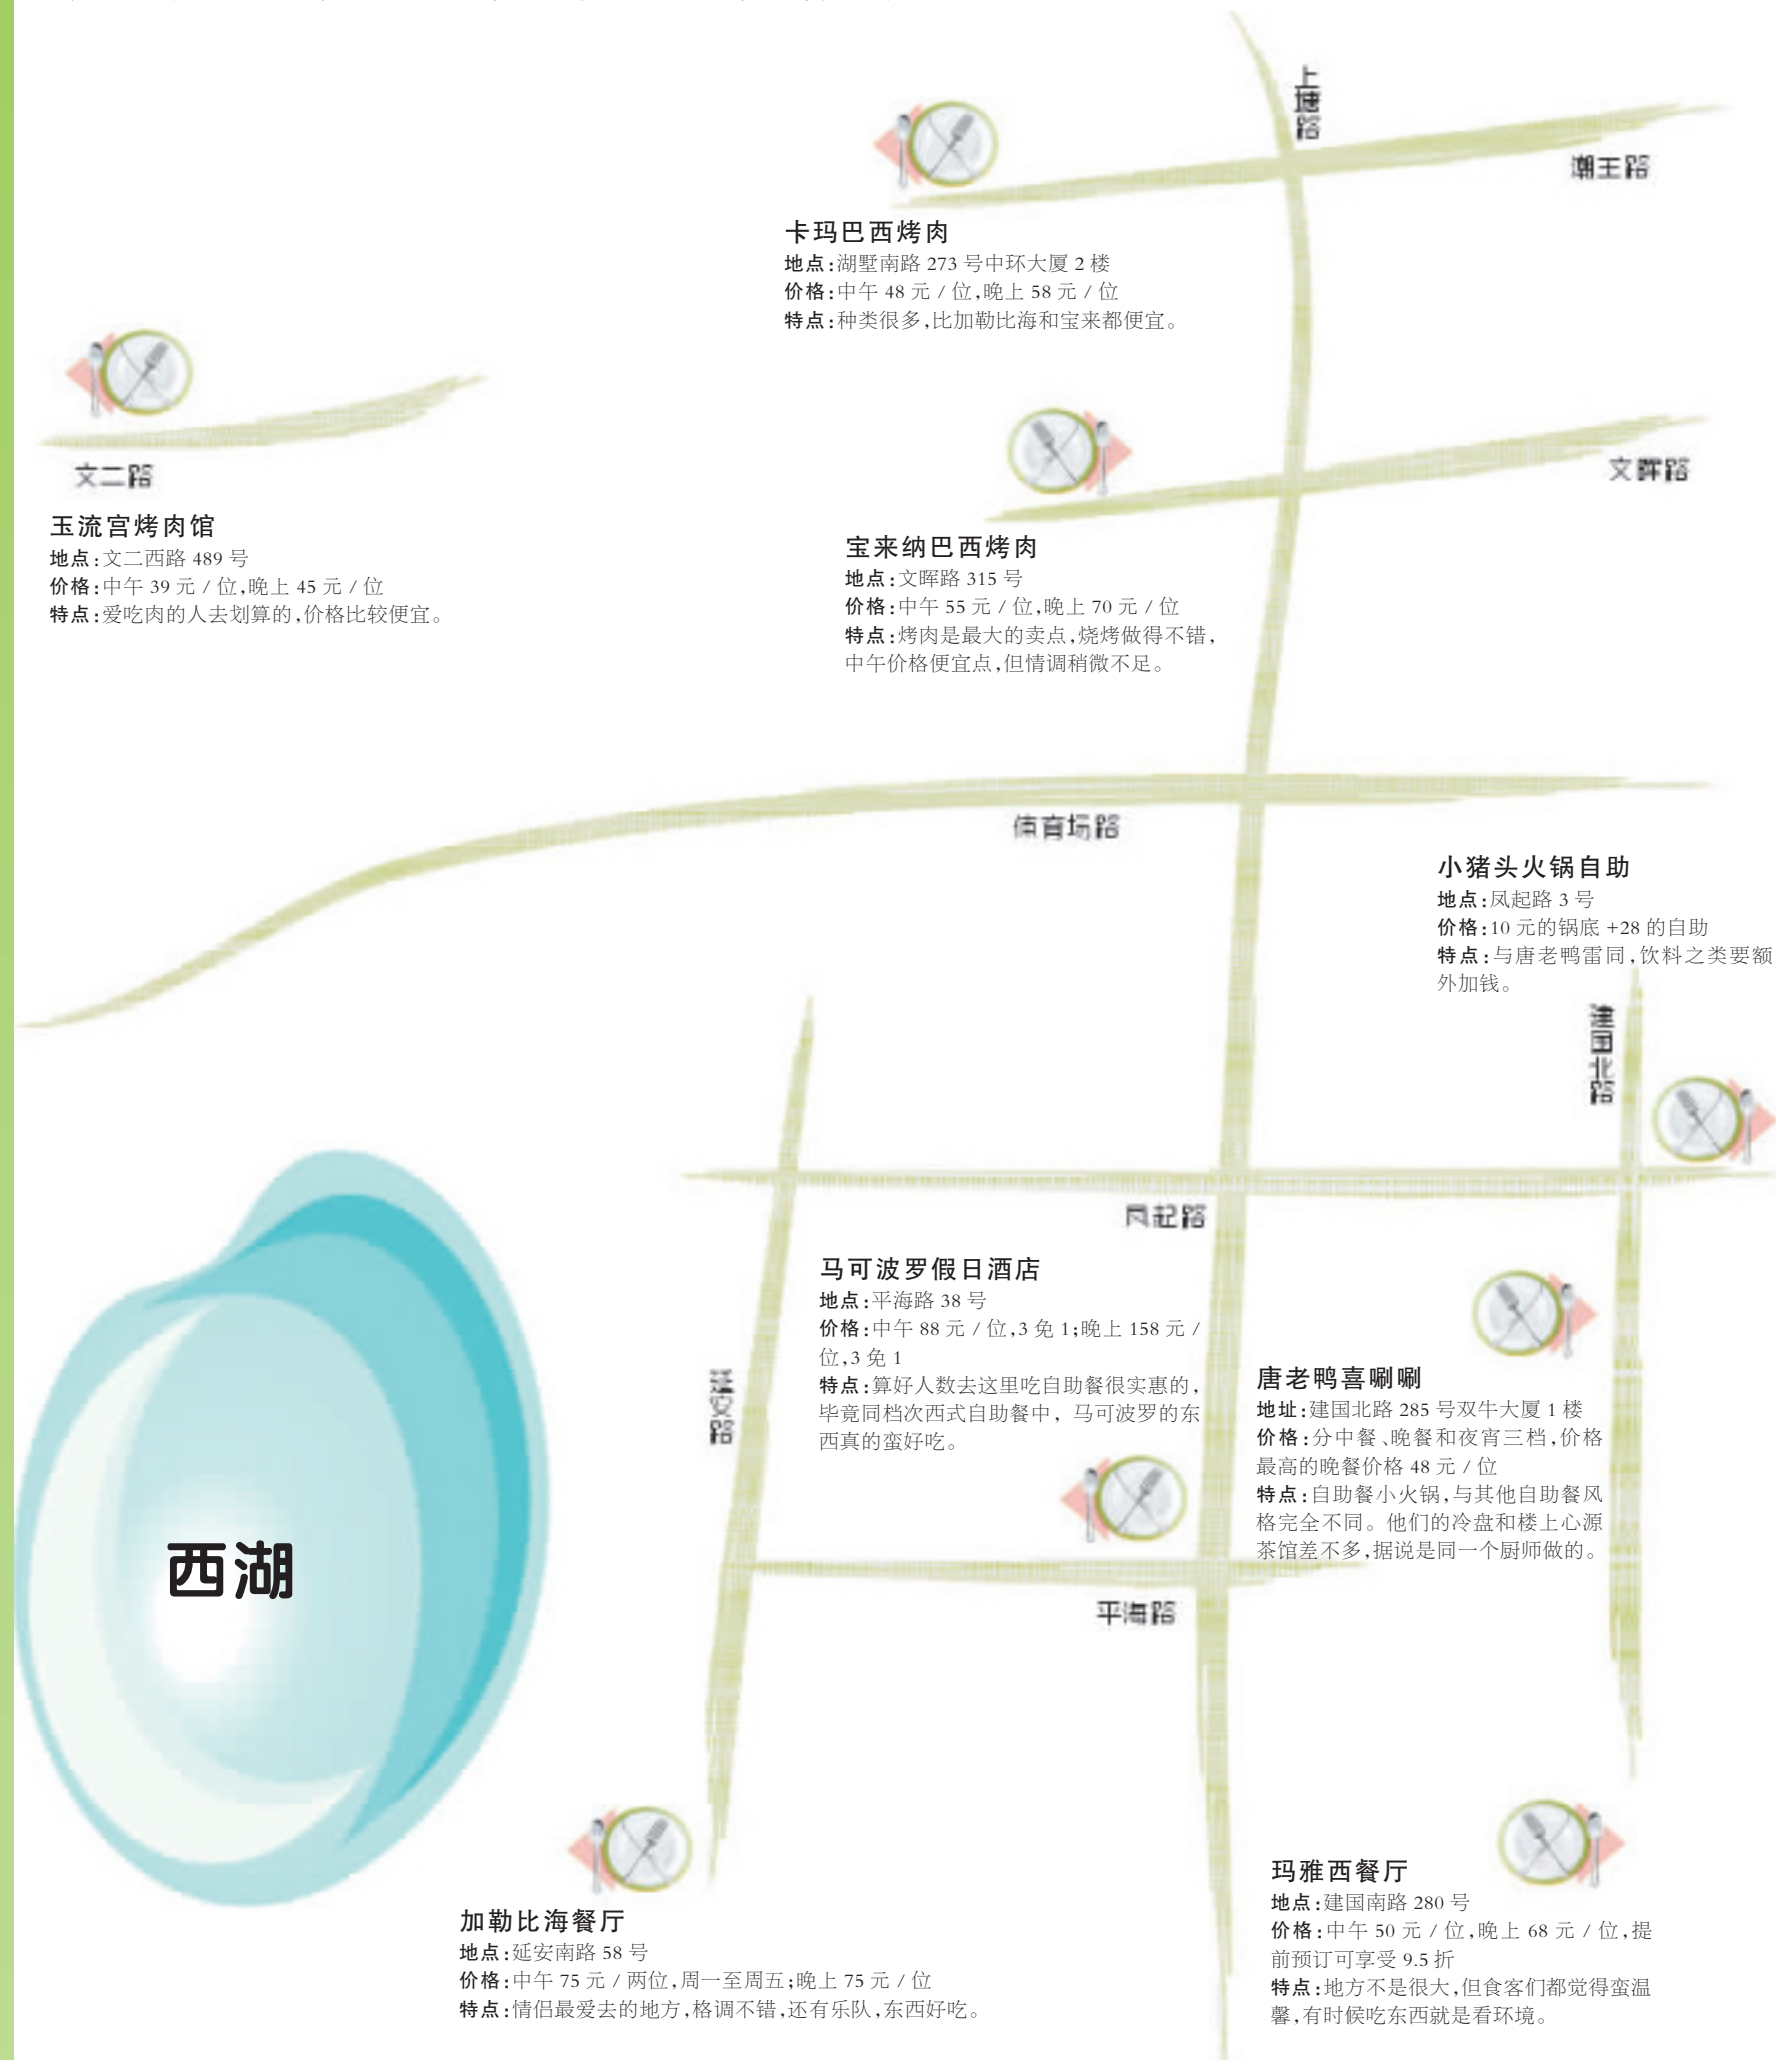 上塘路
潮王路
卡玛巴西烤肉
地点:湖墅南路 273 号中环大厦 2 楼
价格:中午 48 元 / 位,晚上 58 元 / 位
特点:种类很多,比加勒比海和宝来都便宜。
文二路
玉流宫烤肉馆
地点:文二西路 489 号
价格:中午 39 元 / 位,晚上 45 元 / 位
特点:爱吃肉的人去划算的,价格比较便宜。
文晖路
宝来纳巴西烤肉
地点:文晖路 315 号
价格:中午 55 元 / 位,晚上 70 元 / 位
特点:烤肉是最大的卖点,烧烤做得不错,
中午价格便宜点,但情调稍微不足。
体育场路
小猪头火锅自助
地点:凤起路 3 号
价格:10 元的锅底 +28 的自助
特点:与唐老鸭雷同,饮料之类要额
外加钱。
建国北路
凤起路
马可波罗假日酒店
地点:平海路 38 号
价格:中午 88 元 / 位,3 免 1;晚上 158 元 /
位,3 免 1
特点:算好人数去这里吃自助餐很实惠的,
毕竟同档次西式自助餐中,马可波罗的东
西真的蛮好吃。
延安路
唐老鸭喜唰唰
地址:建国北路 285 号双牛大厦 1 楼
价格:分中餐、晚餐和夜宵三档,价格
最高的晚餐价格 48 元 / 位
特点:自助餐小火锅,与其他自助餐风
格完全不同。他们的冷盘和楼上心源
茶馆差不多,据说是同一个厨师做的。
西湖
平海路
加勒比海餐厅
地点:延安南路 58 号
价格:中午 75 元 / 两位,周一至周五;晚上 75 元 / 位
特点:情侣最爱去的地方,格调不错,还有乐队,东西好吃。
玛雅西餐厅
地点:建国南路 280 号
价格:中午 50 元 / 位,晚上 68 元 / 位,提
前预订可享受 9.5 折
特点:地方不是很大,但食客们都觉得蛮温
馨,有时候吃东西就是看环境。